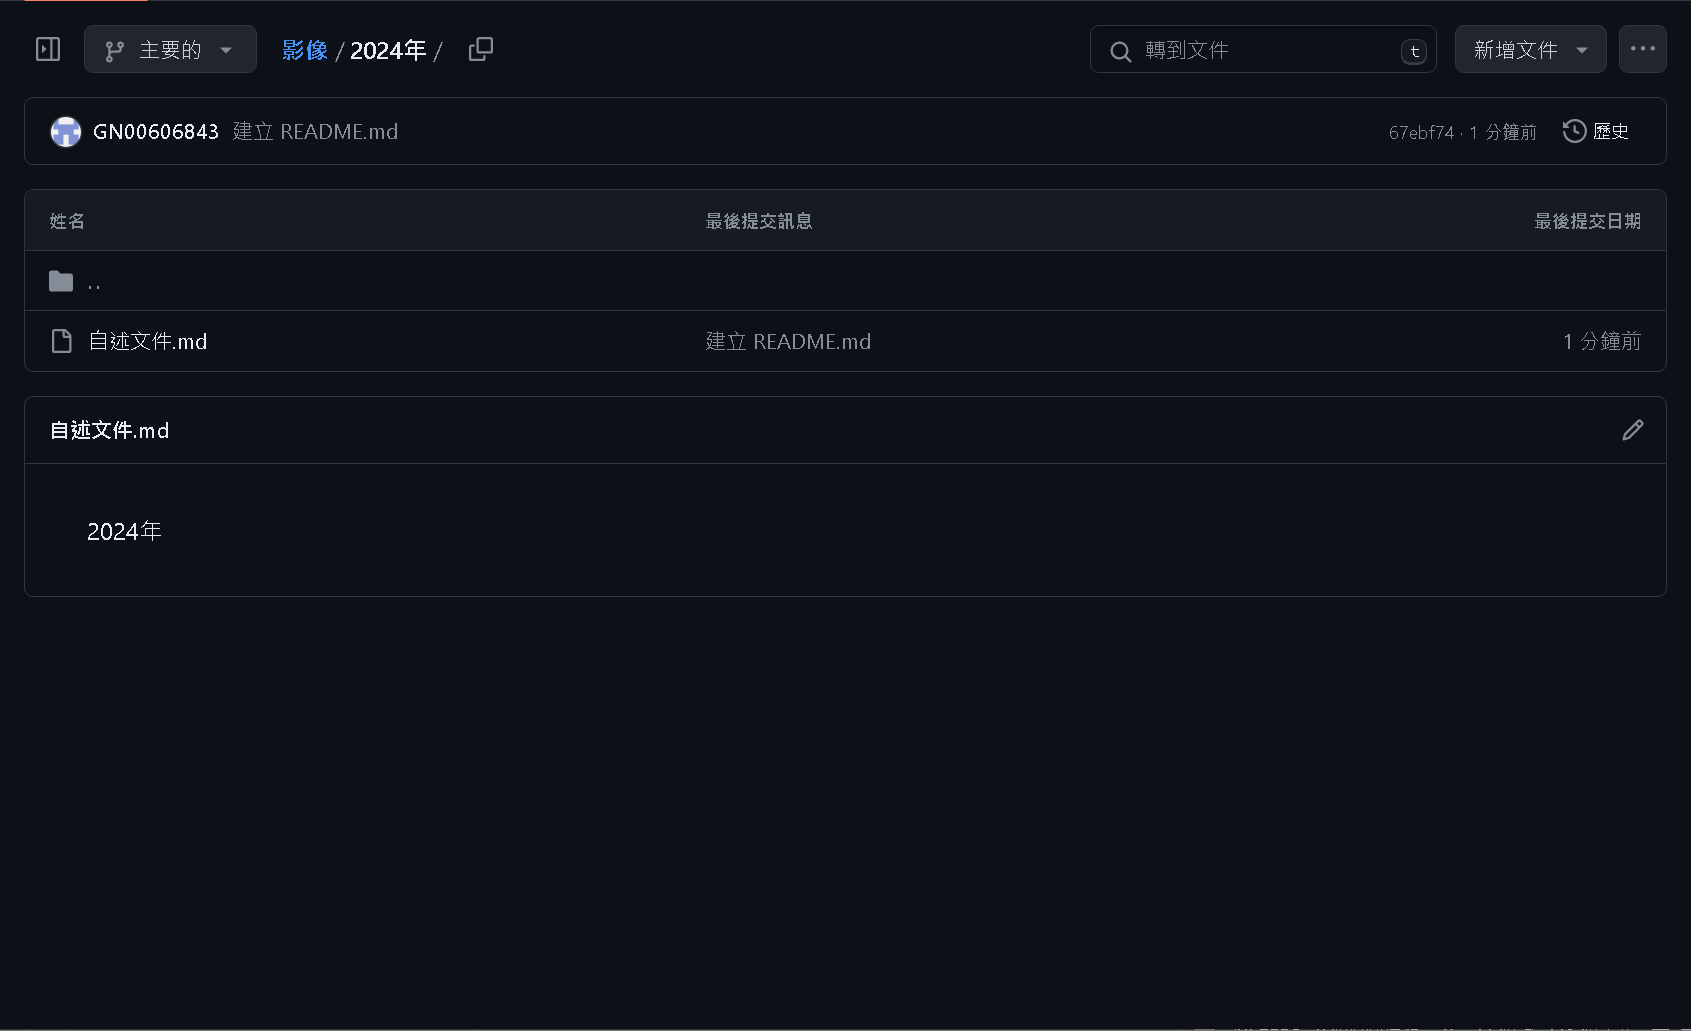 主要的
影像 / 2024年 /
轉到文件
t
新增文件
GN00606843 建立 README.md
67ebf74 · 1 分鐘前
歷史
姓名 最後提交訊息 最後提交日期
..
自述文件.md 建立 README.md 1 分鐘前
自述文件.md
2024年